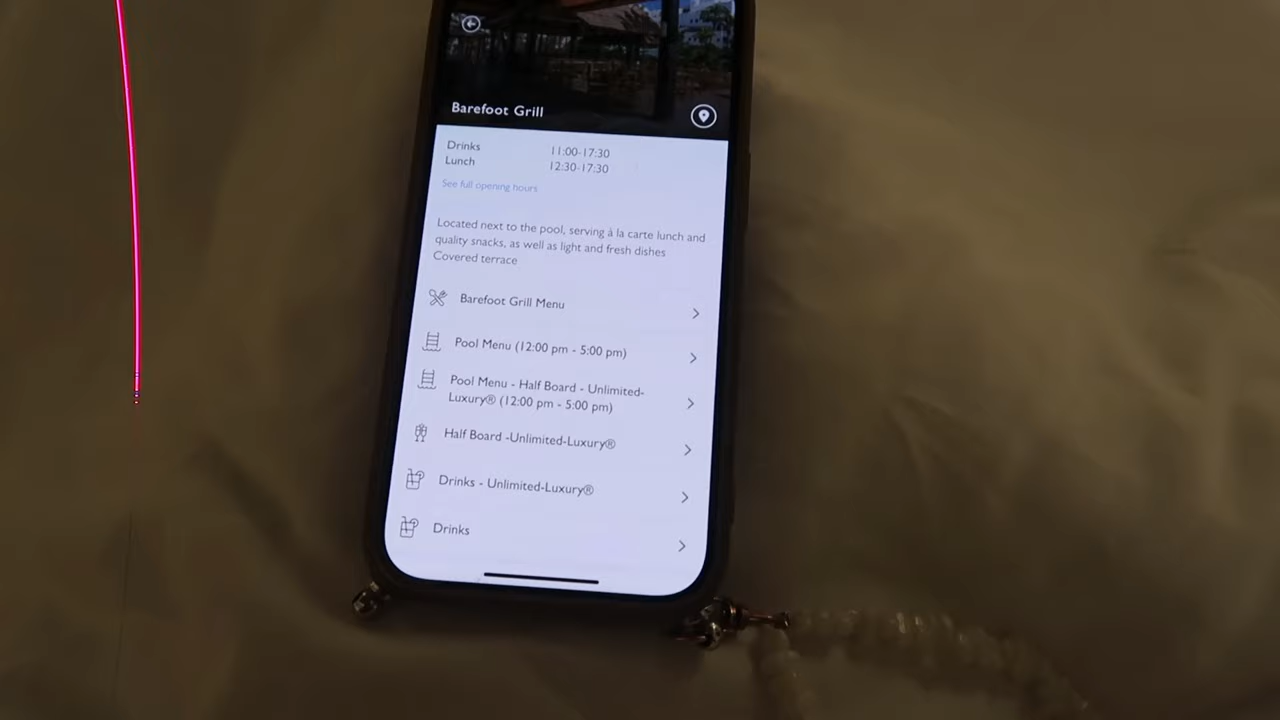 Barefoot Grill
Drinks 11:00-17:30
Lunch 12:30-17:30
See full opening hours
Located next to the pool, serving à la carte lunch and
quality snacks, as well as light and fresh dishes
Covered terrace
Barefoot Grill Menu
Pool Menu (12:00 pm - 5:00 pm)
Pool Menu - Half Board - Unlimited-
Luxury® (12:00 pm - 5:00 pm)
Half Board -Unlimited-Luxury®
Drinks - Unlimited-Luxury®
Drinks